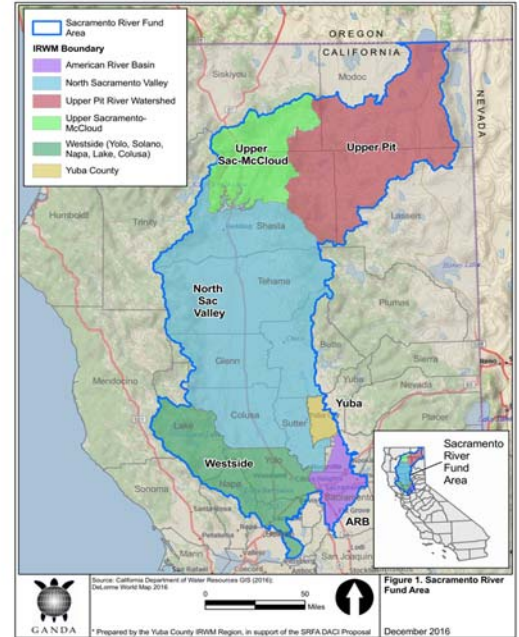 Sacramento River Fund
Area
IRWM Boundary
American River Basin
North Sacramento Valley
Upper Pit River Watershed
Upper Sacramento-
McCloud
Westside (Yolo, Solano,
Napa, Lake, Colusa)
Yuba County
OREGON
CALIFORNIA
Siskiyou
Modoc
NEVADA
Upper
Sac-McCloud
Upper Pit
Humboldt
Trinity
Shasta
Lassen
North
Sac
Valley
Tehama
Plumas
Butte
Glenn
Sierra
Mendocino
Yuba
Nevada
Colusa
Yuba
Lake
Sutter
Placer
Westside
Yolo
Napa
Sacramento
Sonoma
ARB
Marin
San Joaquin
Sacramento
River
Fund
Area
GANDA
Source: California Department of Water Resources GIS (2016);
DeLorme World Map 2016
0
50
Miles
* Prepared by the Yuba County IRWM Region, in support of the SRFA DACI Proposal
Figure 1. Sacramento River
Fund Area
December 2016